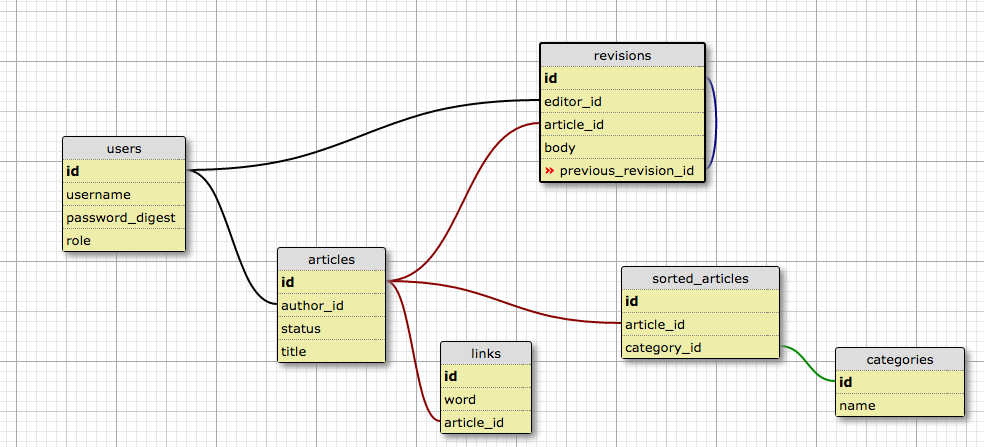 revisions
id
editor_id
article_id
body
» previous_revision_id
users
id
username
password_digest
role
articles
id
author_id
status
title
sorted_articles
id
article_id
category_id
links
id
word
article_id
categories
id
name